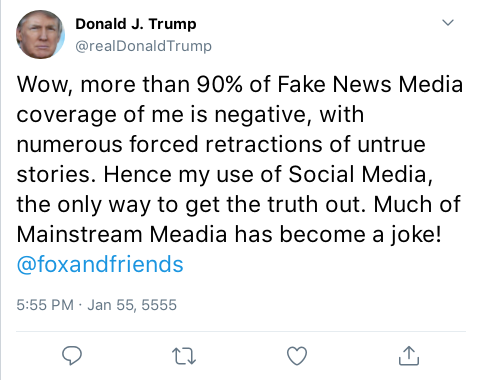 Donald J. Trump
@realDonaldTrump
Wow, more than 90% of Fake News Media
coverage of me is negative, with
numerous forced retractions of untrue
stories. Hence my use of Social Media,
the only way to get the truth out. Much of
Mainstream Meadia has become a joke!
@foxandfriends
5:55 PM · Jan 55, 5555